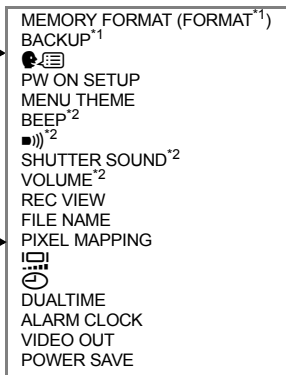 MEMORY FORMAT (FORMAT*1)
BACKUP*1
PW ON SETUP
MENU THEME
BEEP*2
*2
SHUTTER SOUND*2
VOLUME*2
REC VIEW
FILE NAME
PIXEL MAPPING
DUALTIME
ALARM CLOCK
VIDEO OUT
POWER SAVE